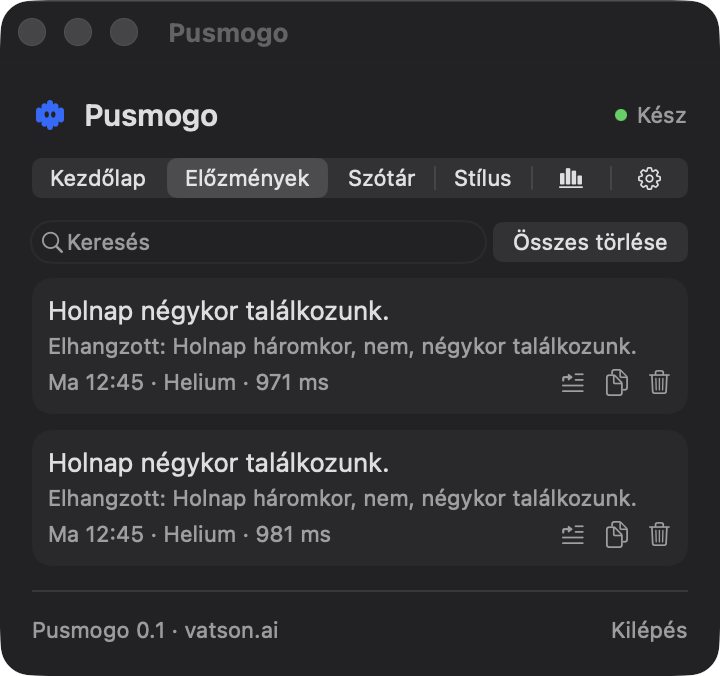 Pusmogo
Pusmogo
Kész
Kezdőlap
Előzmények
Szótár
Stílus
Keresés
Összes törlése
Holnap négykor találkozunk.
Elhangzott: Holnap háromkor, nem, négykor találkozunk.
Ma 12:45 · Helium · 971 ms
Holnap négykor találkozunk.
Elhangzott: Holnap háromkor, nem, négykor találkozunk.
Ma 12:45 · Helium · 981 ms
Pusmogo 0.1 · vatson.ai
Kilépés